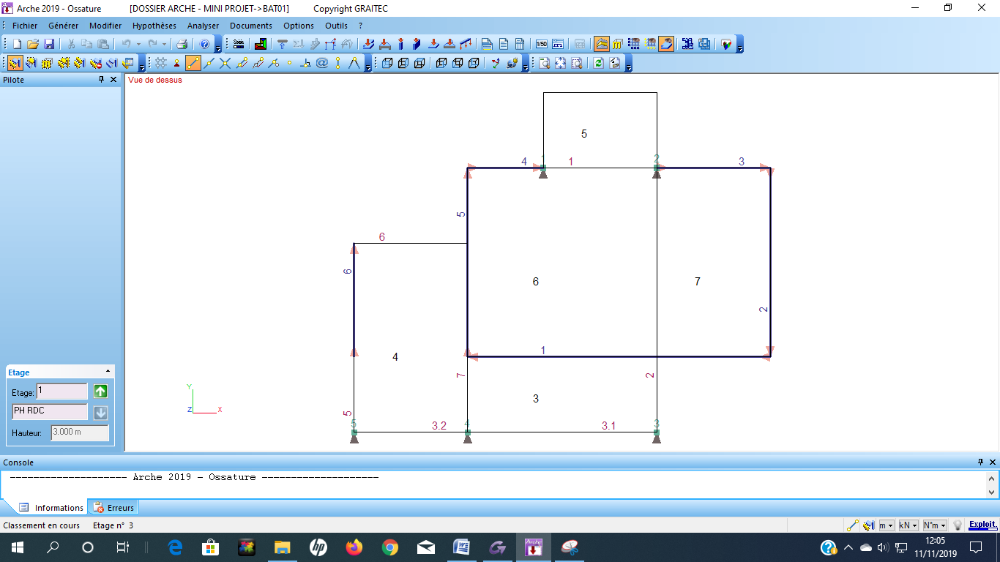 Arche 2019 - Ossature [DOSSIER ARCHE - MINI PROJET->BAT01] Copyright GRAITEC
Fichier Générer Modifier Hypothèses Analyser Documents Options Outils ?
1/50
Pilote
Vue de dessus
5
4 1 1 2 3
5
6
6
6 7
2
1
4
7 2
3
5
5 3.2 4 3.1 3
Y
Z X
Etage
Etage: 1
PH RDC
Hauteur: 3.000 m
Console
-------------------- Arche 2019 - Ossature --------------------
Informations Erreurs
Classement en cours Etage n° 3 m kN N*m Exploit.
12:05
11/11/2019